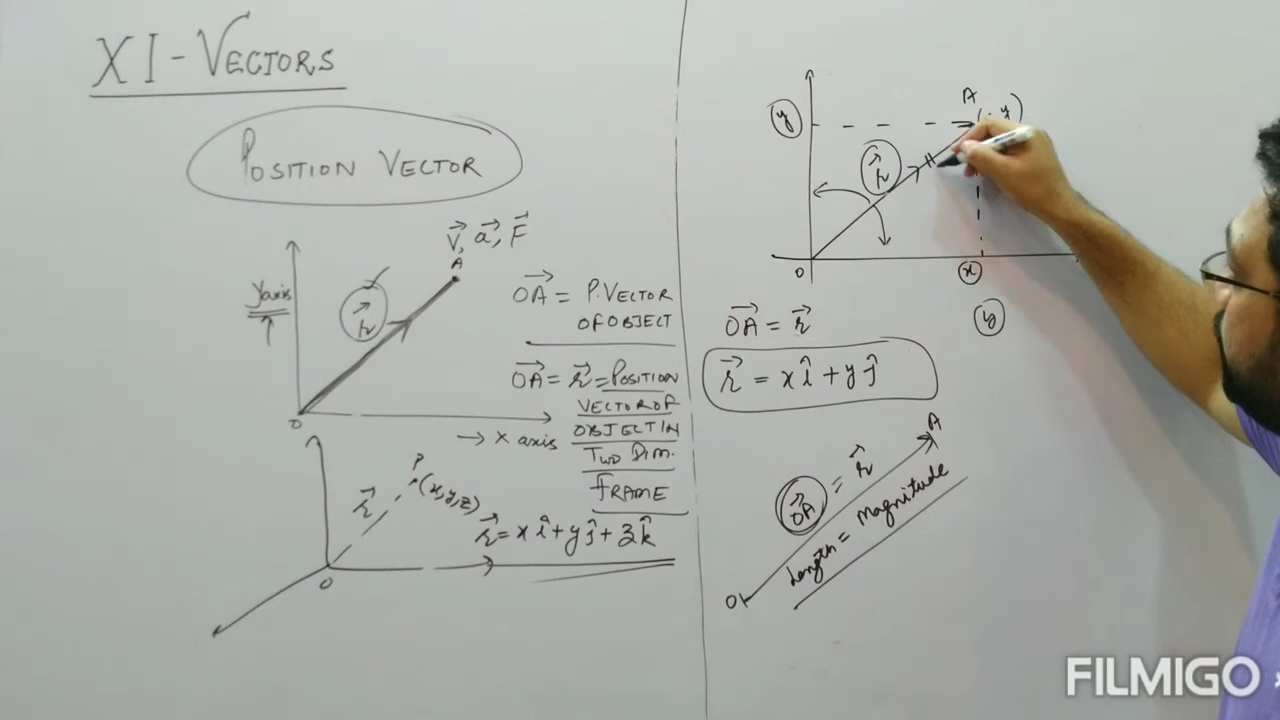 XI - VECTORS
POSITION VECTOR
V⃗, a⃗, F⃗
A
r⃗
y axis
O
→ X axis
OA⃗ = P. VECTOR
OF OBJECT
OA⃗ = r⃗ = POSITION
VECTOR OF
OBJECT IN
TWO DIM.
FRAME
P
(x, y, z)
r⃗
O
r⃗ = x î + y ĵ + z k̂
y
A
r⃗
O
x
y
OA⃗ = r⃗
r⃗ = x î + y ĵ
OA⃗ = r⃗
A
O
Length = Magnitude
FILMIGO